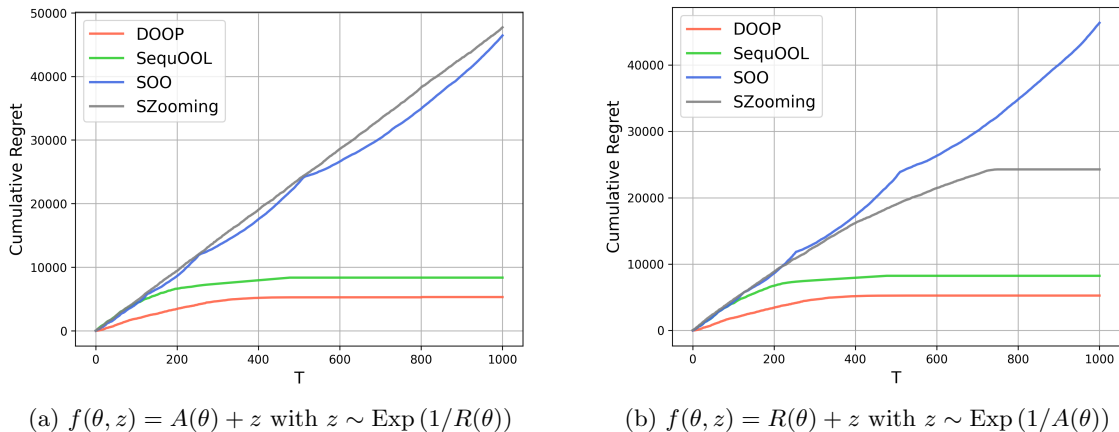 50000
40000
30000
20000
10000
0
Cumulative Regret
DOOP
SequOOL
SOO
SZooming
0 200 400 600 800 1000
T
(a) f(θ, z) = A(θ) + z with z ∼ Exp (1/R(θ))
40000
30000
20000
10000
0
Cumulative Regret
DOOP
SequOOL
SOO
SZooming
0 200 400 600 800 1000
T
(b) f(θ, z) = R(θ) + z with z ∼ Exp (1/A(θ))